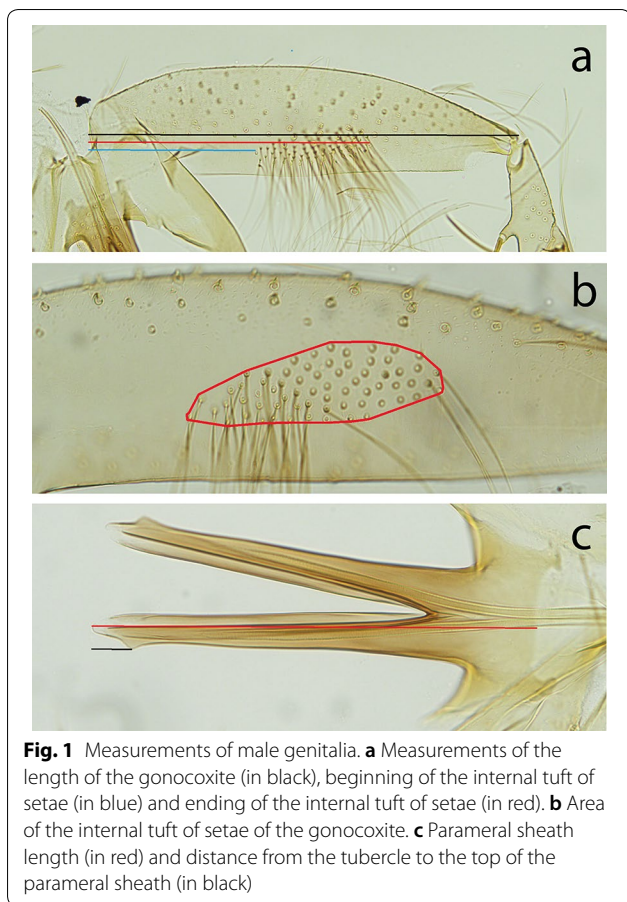 a
b
c
Fig. 1 Measurements of male genitalia. a Measurements of the
length of the gonocoxite (in black), beginning of the internal tuft of
setae (in blue) and ending of the internal tuft of setae (in red). b Area
of the internal tuft of setae of the gonocoxite. c Parameral sheath
length (in red) and distance from the tubercle to the top of the
parameral sheath (in black)